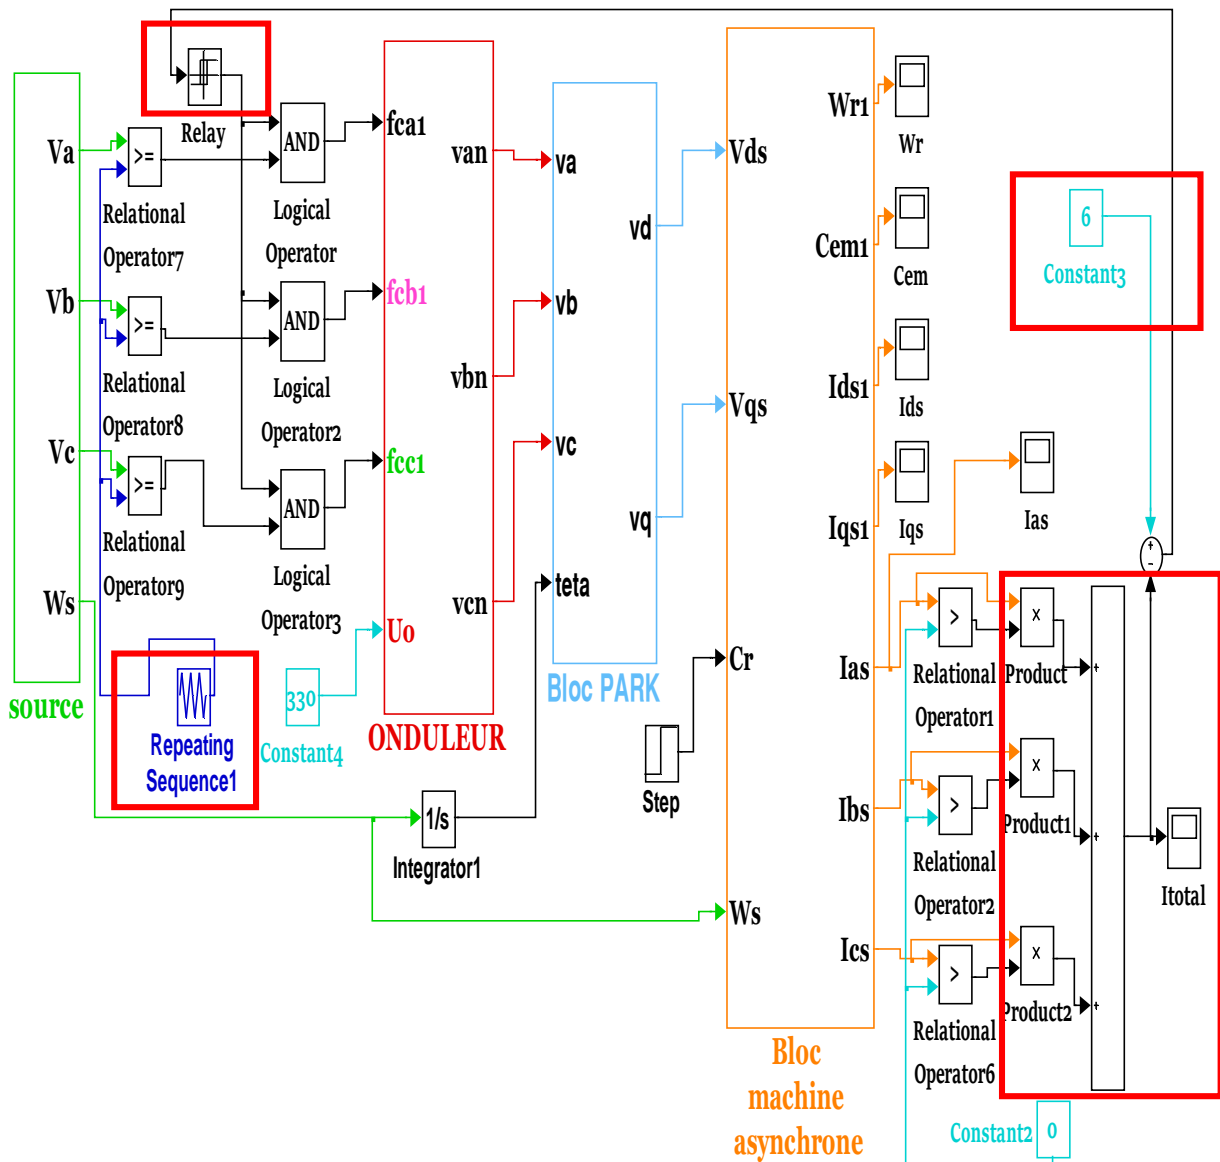 Relay
Va
>=
Relational
Operator7
Vb
>=
Relational
Operator8
Vc
>=
Relational
Operator9
Ws
source
Repeating
Sequence1
AND
Logical
Operator
AND
Logical
Operator2
AND
Logical
Operator3
330
Constant4
fca1
fcb1
fcc1
Uo
van
vbn
vcn
ONDULEUR
1/s
Integrator1
va
vb
vc
teta
vd
vq
Bloc PARK
Step
Vds
Vqs
Cr
Ws
Wr1
Cem1
Ids1
Iqs1
Ias
Ibs
Ics
Bloc
machine
asynchrone
Wr
Cem
Ids
Iqs
Ias
6
Constant3
+
-
>
Relational
Operator1
x
Product
>
Relational
Operator2
x
Product1
>
Relational
Operator6
x
Product2
+
+
+
Itotal
Constant2
0